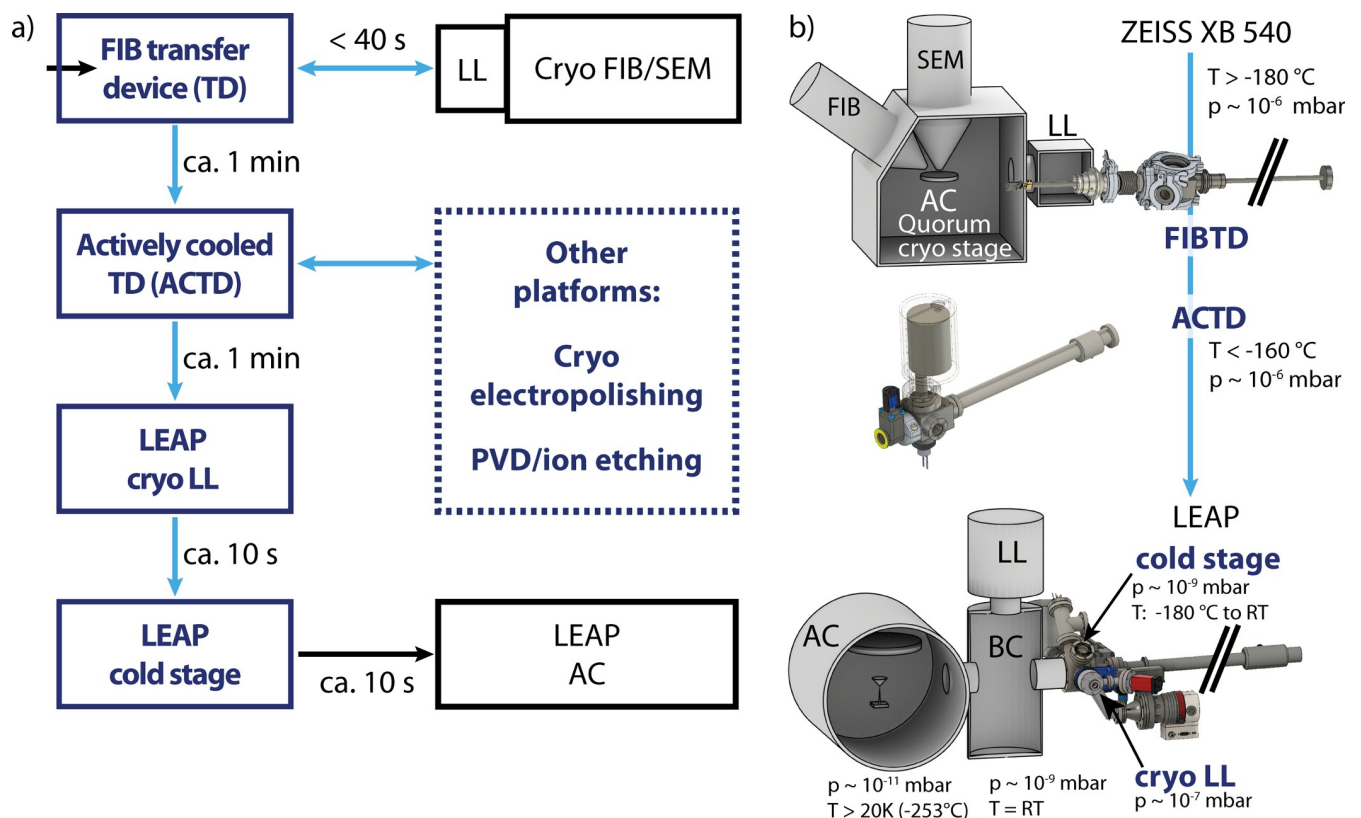 a)
FIB transfer
device (TD)
< 40 s
LL
Cryo FIB/SEM
ca. 1 min
Actively cooled
TD (ACTD)
Other
platforms:
Cryo
electropolishing
PVD/ion etching
ca. 1 min
LEAP
cryo LL
ca. 10 s
LEAP
cold stage
ca. 10 s
LEAP
AC
b)
ZEISS XB 540
SEM
FIB
LL
T > -180 °C
p ~ 10⁻⁶ mbar
AC
Quorum
cryo stage
FIBTD
ACTD
T < -160 °C
p ~ 10⁻⁶ mbar
LEAP
LL
cold stage
p ~ 10⁻⁹ mbar
T: -180 °C to RT
AC
BC
cryo LL
p ~ 10⁻⁷ mbar
p ~ 10⁻¹¹ mbar
T > 20K (-253°C)
p ~ 10⁻⁹ mbar
T = RT